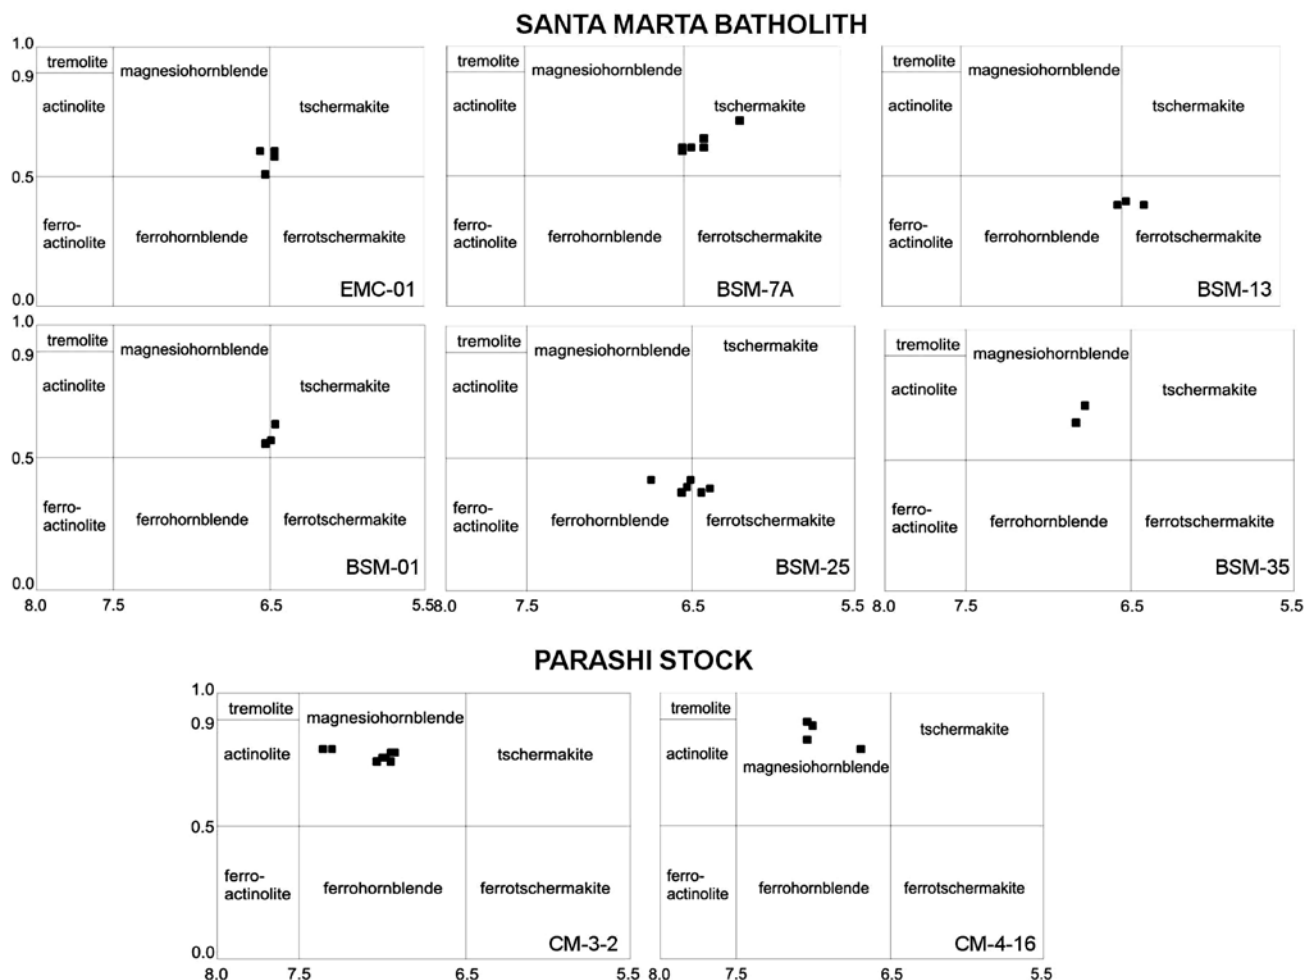 SANTA MARTA BATHOLITH
1.0
0.9
0.5
0.0
tremolite
magnesiohornblende
actinolite
tschermakite
ferro-
actinolite
ferrohornblende
ferrotschermakite
EMC-01
tremolite
magnesiohornblende
actinolite
tschermakite
ferro-
actinolite
ferrohornblende
ferrotschermakite
BSM-7A
tremolite
magnesiohornblende
actinolite
tschermakite
ferro-
actinolite
ferrohornblende
ferrotschermakite
BSM-13
1.0
0.9
0.5
0.0
tremolite
magnesiohornblende
actinolite
tschermakite
ferro-
actinolite
ferrohornblende
ferrotschermakite
BSM-01
8.0 7.5 6.5 5.5
tremolite
magnesiohornblende
tschermakite
actinolite
ferro-
actinolite
ferrohornblende
ferrotschermakite
BSM-25
8.0 7.5 6.5 5.5
tremolite
magnesiohornblende
actinolite
tschermakite
ferro-
actinolite
ferrohornblende
ferrotschermakite
BSM-35
8.0 7.5 6.5 5.5
PARASHI STOCK
1.0
0.9
0.5
0.0
tremolite
magnesiohornblende
actinolite
tschermakite
ferro-
actinolite
ferrohornblende
ferrotschermakite
CM-3-2
8.0 7.5 6.5 5.5
tremolite
tschermakite
actinolite
magnesiohornblende
ferro-
actinolite
ferrohornblende
ferrotschermakite
CM-4-16
8.0 7.5 6.5 5.5